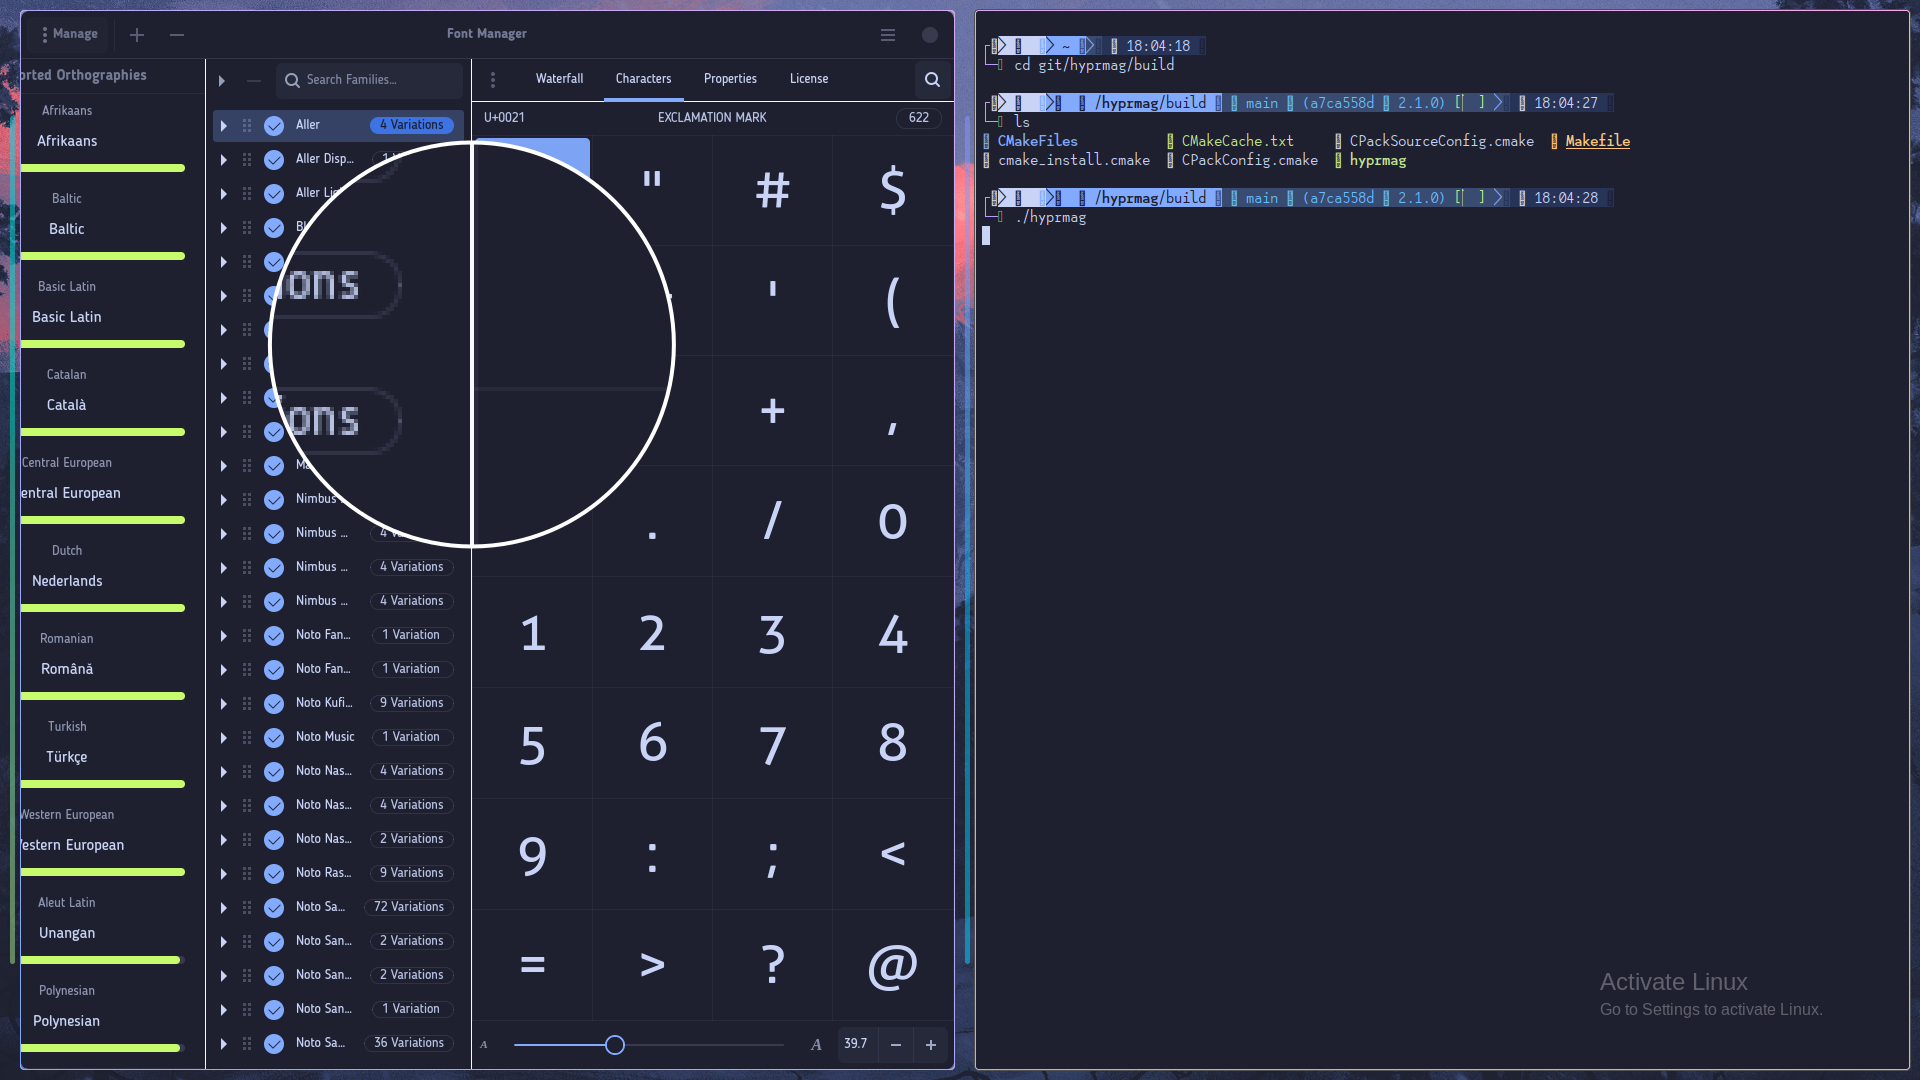 Manage
Font Manager
orted Orthographies
Afrikaans
Afrikaans
Baltic
Baltic
Basic Latin
Basic Latin
Catalan
Català
Central European
entral European
Dutch
Nederlands
Romanian
Română
Turkish
Türkçe
Western European
estern European
Aleut Latin
Unangan
Polynesian
Polynesian
Search Families...
Aller 4 Variations
Aller Disp...
Aller Li
ons
ons
Nimbus
Nimbus ...
Nimbus ... 4 Variations
Nimbus ... 4 Variations
Noto Fan... 1 Variation
Noto Fan... 1 Variation
Noto Kufi... 9 Variations
Noto Music 1 Variation
Noto Nas... 4 Variations
Noto Nas... 4 Variations
Noto Nas... 2 Variations
Noto Ras... 9 Variations
Noto Sa... 72 Variations
Noto San... 2 Variations
Noto San... 2 Variations
Noto San... 1 Variation
Noto Sa... 36 Variations
Waterfall Characters Properties License
U+0021 EXCLAMATION MARK 622
" # $
' (
+ ,
. / 0
1 2 3 4
5 6 7 8
9 : ; <
= > ? @
A A 39.7 − +
~ 18:04:18
cd git/hyprmag/build
/hyprmag/build main (a7ca558d 2.1.0) [ ] 18:04:27
ls
CMakeFiles CMakeCache.txt CPackSourceConfig.cmake Makefile
cmake_install.cmake CPackConfig.cmake hyprmag
/hyprmag/build main (a7ca558d 2.1.0) [ ] 18:04:28
./hyprmag
Activate Linux
Go to Settings to activate Linux.